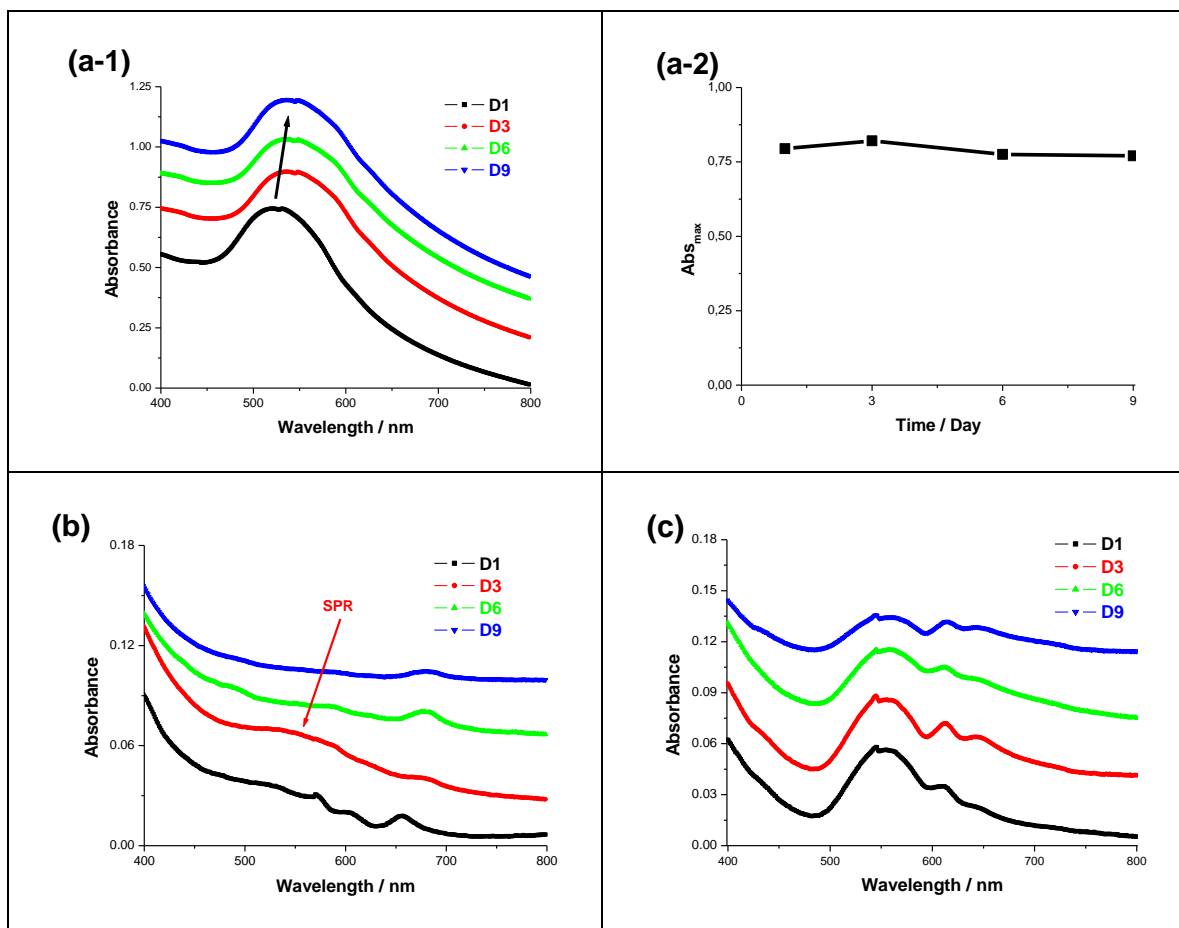 (a-1)
1.25
1.00
0.75
0.50
0.25
0.00
Absorbance
400 500 600 700 800
Wavelength / nm
D1
D3
D6
D9
(a-2)
1,00
0,75
0,50
0,25
0,00
Absmax
0 3 6 9
Time / Day
(b)
0.18
0.12
0.06
0.00
Absorbance
400 500 600 700 800
Wavelength / nm
SPR
D1
D3
D6
D9
(c)
0.18
0.15
0.12
0.09
0.06
0.03
0.00
Absorbance
400 500 600 700 800
Wavelength / nm
D1
D3
D6
D9